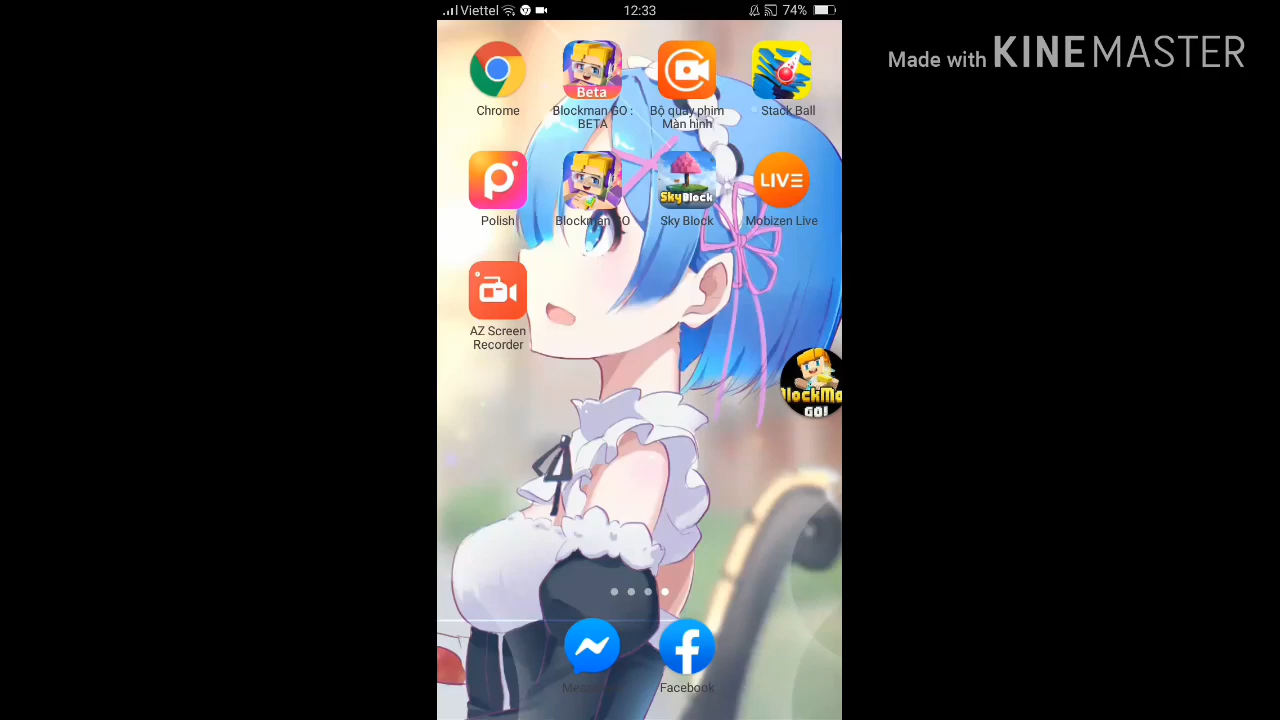 Viettel
12:33
74%
Made with KINEMASTER
Beta
Chrome
Blockman GO :
BETA
Bộ quay phim
Màn hình
Stack Ball
SkyBlock
LIVE
Polish
Blockman GO
Sky Block
Mobizen Live
AZ Screen
Recorder
GO!
Facebook